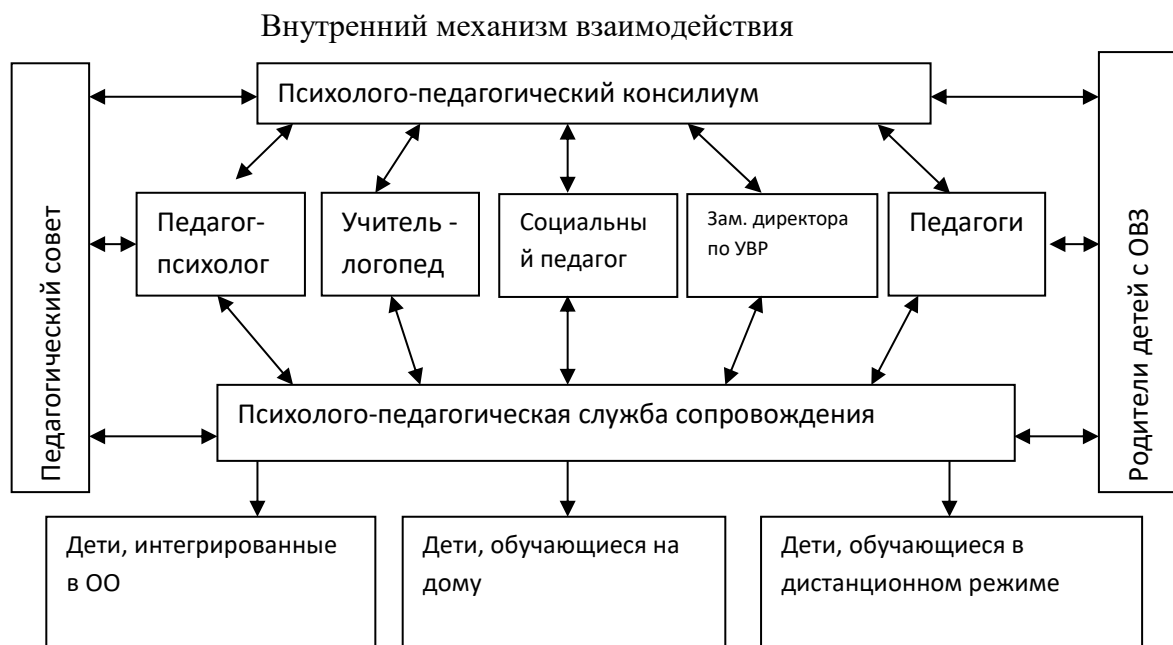 Внутренний механизм взаимодействия
Психолого-педагогический консилиум
Педагогический совет
Педагог-
психолог
Учитель -
логопед
Социальны
й педагог
Зам. директора
по УВР
Педагоги
Родители детей с ОВЗ
Психолого-педагогическая служба сопровождения
Дети, интегрированные
в ОО
Дети, обучающиеся на
дому
Дети, обучающиеся в
дистанционном режиме